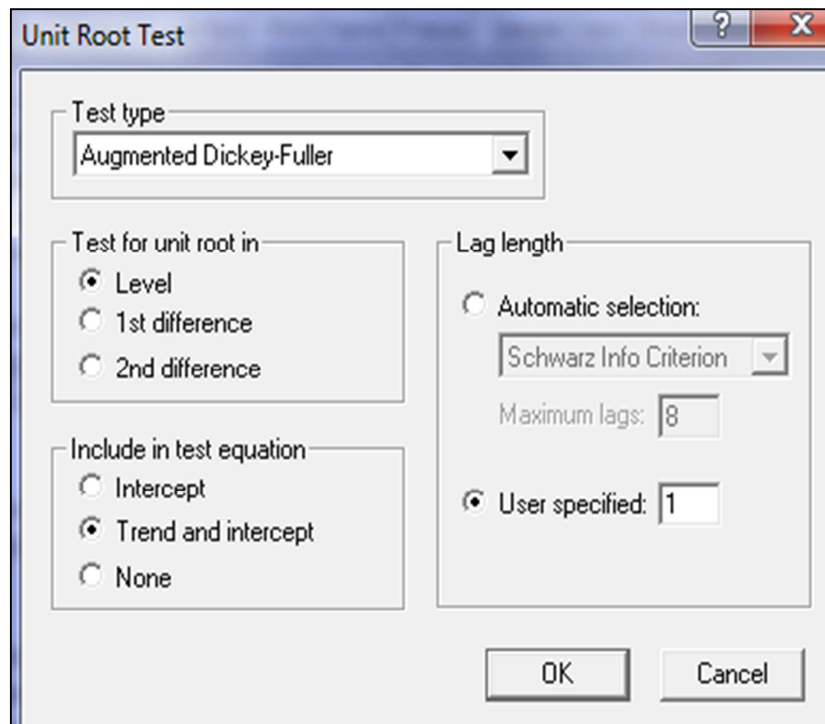 Unit Root Test
Test type
Augmented Dickey-Fuller
Test for unit root in
Level
1st difference
2nd difference
Include in test equation
Intercept
Trend and intercept
None
Lag length
Automatic selection:
Schwarz Info Criterion
Maximum lags: 8
User specified: 1
OK Cancel